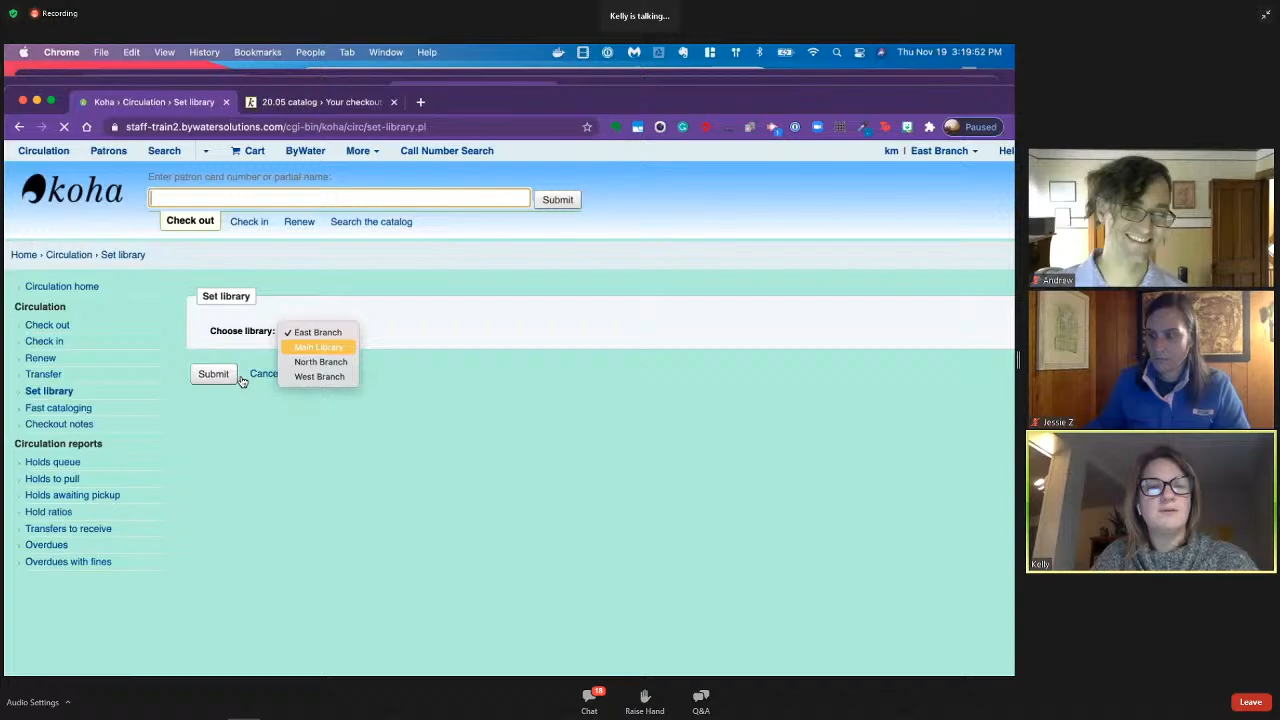 Recording
Kelly is talking...
Chrome File Edit View History Bookmarks People Tab Window Help Thu Nov 19 3:19:52 PM
Koha › Circulation › Set library 20.05 catalog › Your checkout
staff-train2.bywatersolutions.com/cgi-bin/koha/circ/set-library.pl Paused
Circulation Patrons Search Cart ByWater More Call Number Search km | East Branch Hel
koha
Enter patron card number or partial name:
Submit
Check out Check in Renew Search the catalog
Home › Circulation › Set library
Circulation home
Circulation
Check out
Check in
Renew
Transfer
Set library
Fast cataloging
Checkout notes
Circulation reports
Holds queue
Holds to pull
Holds awaiting pickup
Hold ratios
Transfers to receive
Overdues
Overdues with fines
Set library
Choose library:
East Branch
Main Library
North Branch
West Branch
Submit Cance
Andrew
Jessie Z
Kelly
Audio Settings
18
Chat Raise Hand Q&A
Leave